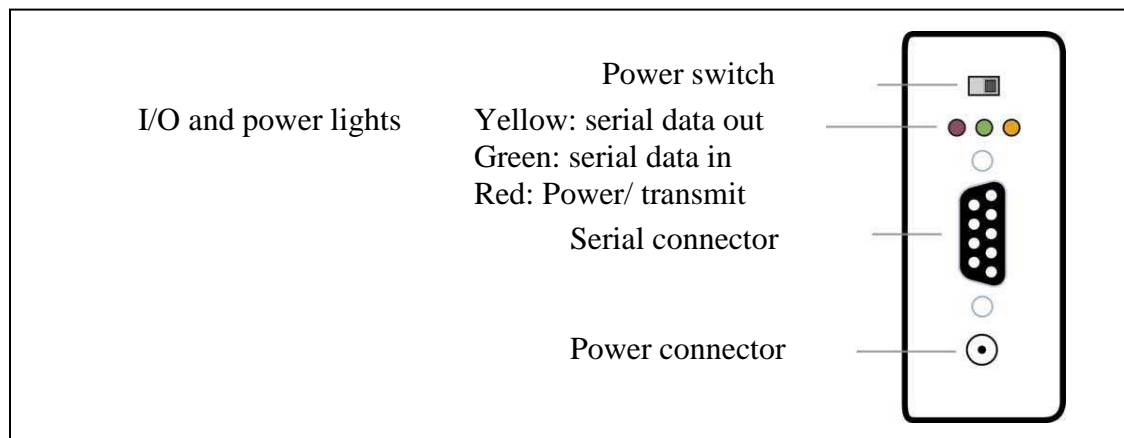 Power switch
I/O and power lights Yellow: serial data out
Green: serial data in
Red: Power/ transmit
Serial connector
Power connector